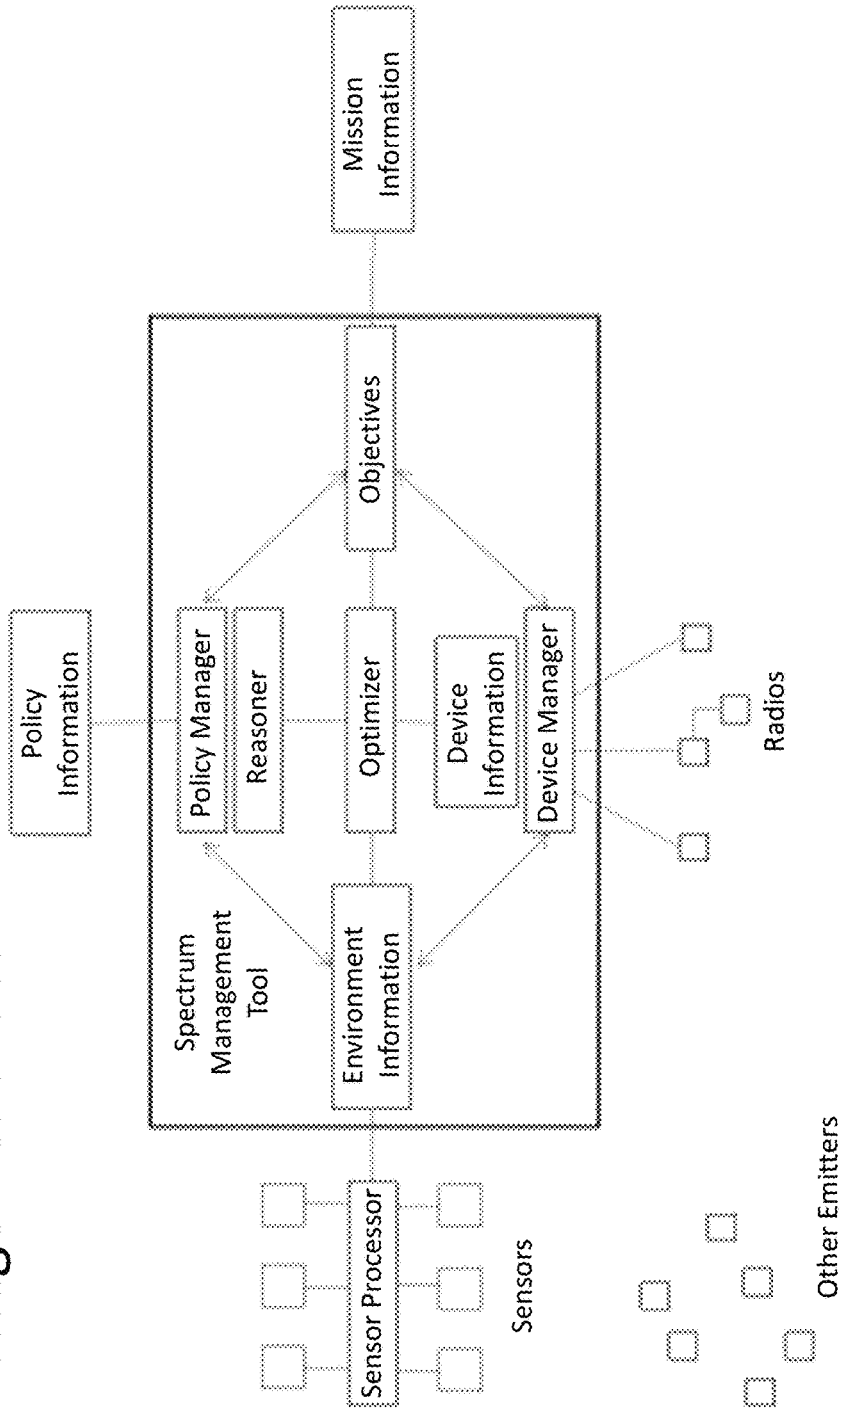 Policy
Information
Spectrum
Management
Tool
Policy Manager
Reasoner
Sensor Processor
Environment
Information
Optimizer
Objectives
Mission
Information
Device
Information
Device Manager
Sensors
Radios
Other Emitters